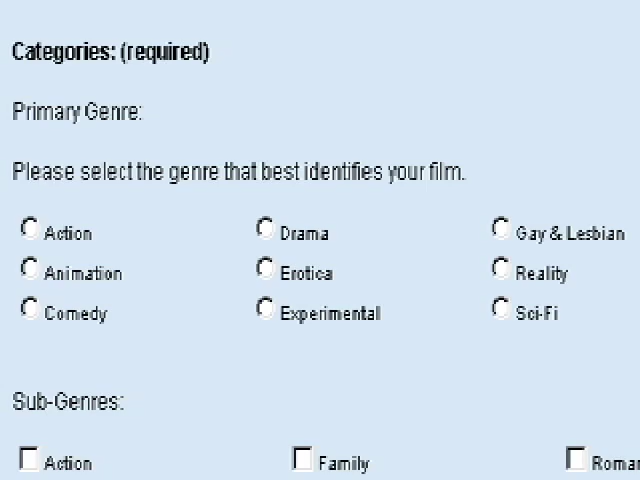 Categories: (required)
Primary Genre:
Please select the genre that best identifies your film.
Action Drama Gay & Lesbian
Animation Erotica Reality
Comedy Experimental Sci-Fi
Sub-Genres:
Action Family